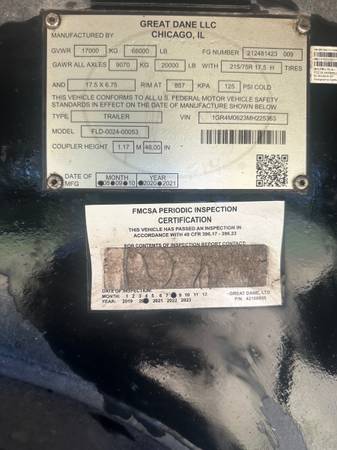 GREAT DANE LLC
MANUFACTURED BY CHICAGO, IL
GVWR 17000 KG 68000 LB FG NUMBER 212481423 009
GAWR ALL AXLES 9070 KG 20000 LB WITH 215/75R 17.5 H TIRES
AND 17.5 X 6.75 RIM AT 857 KPA 125 PSI COLD
THIS VEHICLE CONFORMS TO ALL U.S. FEDERAL MOTOR VEHICLE SAFETY
STANDARDS IN EFFECT ON THE DATE OF MANUFACTURE SHOWN BELOW.
TYPE TRAILER VIN 1GR4M0623MH225363
MODEL FLD-0024-00053
COUPLER HEIGHT 1.17 M 46.00 IN
DATE OF MFG MONTH YEAR
08 09 10 2020 2021
FMCSA PERIODIC INSPECTION
CERTIFICATION
THIS VEHICLE HAS PASSED AN INSPECTION IN
ACCORDANCE WITH 49 CFR 396.17 - 396.23
FOR CONTENTS OF INSPECTION REPORT CONTACT:
DATE OF INSPECTION:
MONTH: 1 2 3 4 5 6 7 9 10 11 12
YEAR: 2019 2021 2022 2023
GREAT DANE, LTD.
P/N